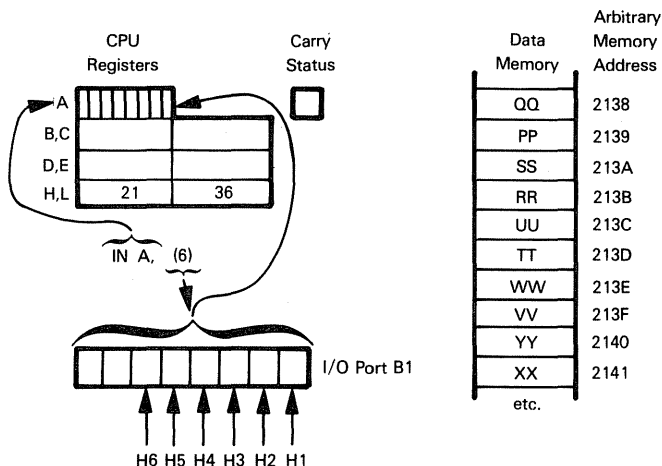 CPU
Registers
Carry
Status
A
B,C
D,E
H,L 21 36
IN A, (6)
I/O Port B1
H6 H5 H4 H3 H2 H1
Data
Memory
Arbitrary
Memory
Address
QQ 2138
PP 2139
SS 213A
RR 213B
UU 213C
TT 213D
WW 213E
VV 213F
YY 2140
XX 2141
etc.